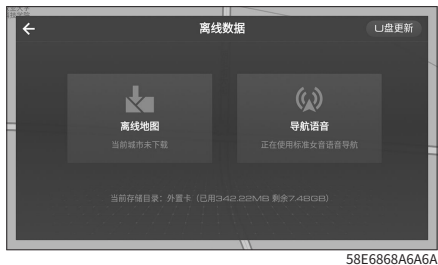 离线数据
U盘更新
离线地图
当前城市未下载
导航语音
正在使用标准女音语音导航
当前存储目录：外置卡（已用342.22MB 剩余7.48GB）
58E6868A6A6A